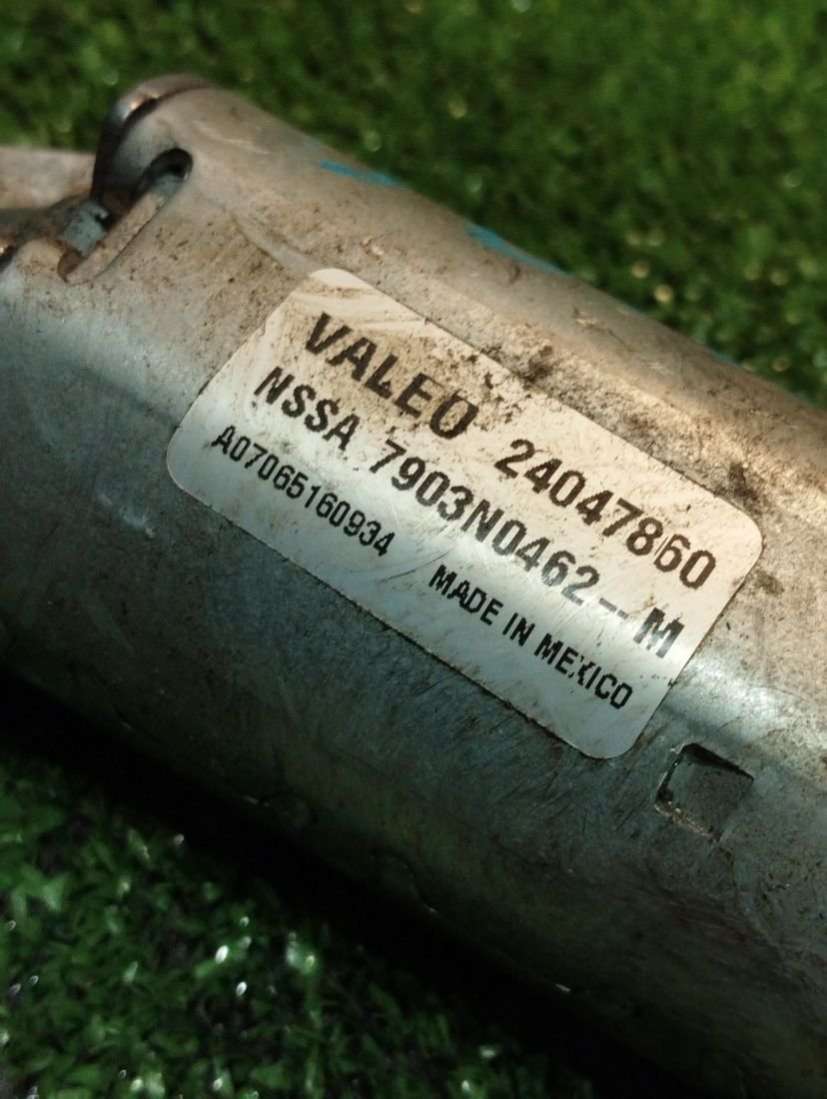 VALEO 24047860
NSSA 7903N0462--M
A07065160934 MADE IN MEXICO